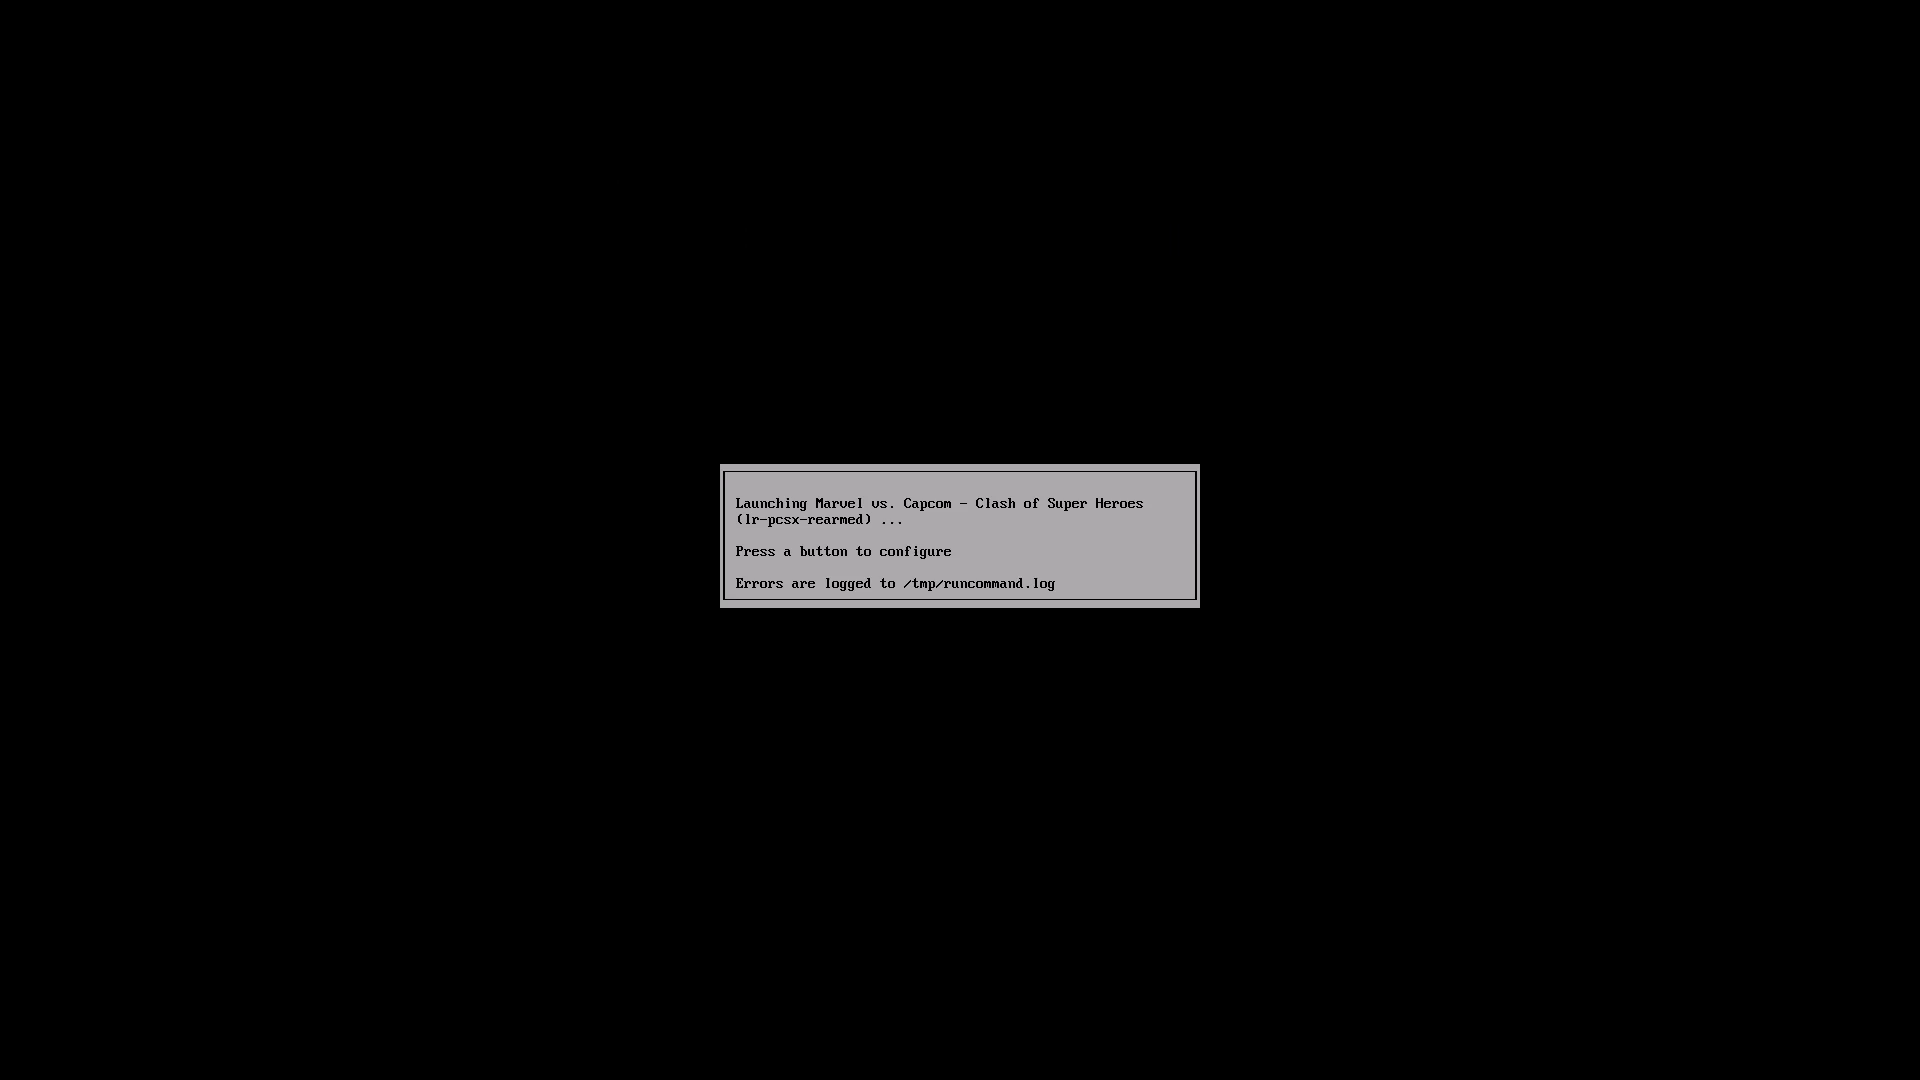 Launching Marvel vs. Capcom - Clash of Super Heroes
(lr-pcsx-rearmed) ...
Press a button to configure
Errors are logged to /tmp/runcommand.log